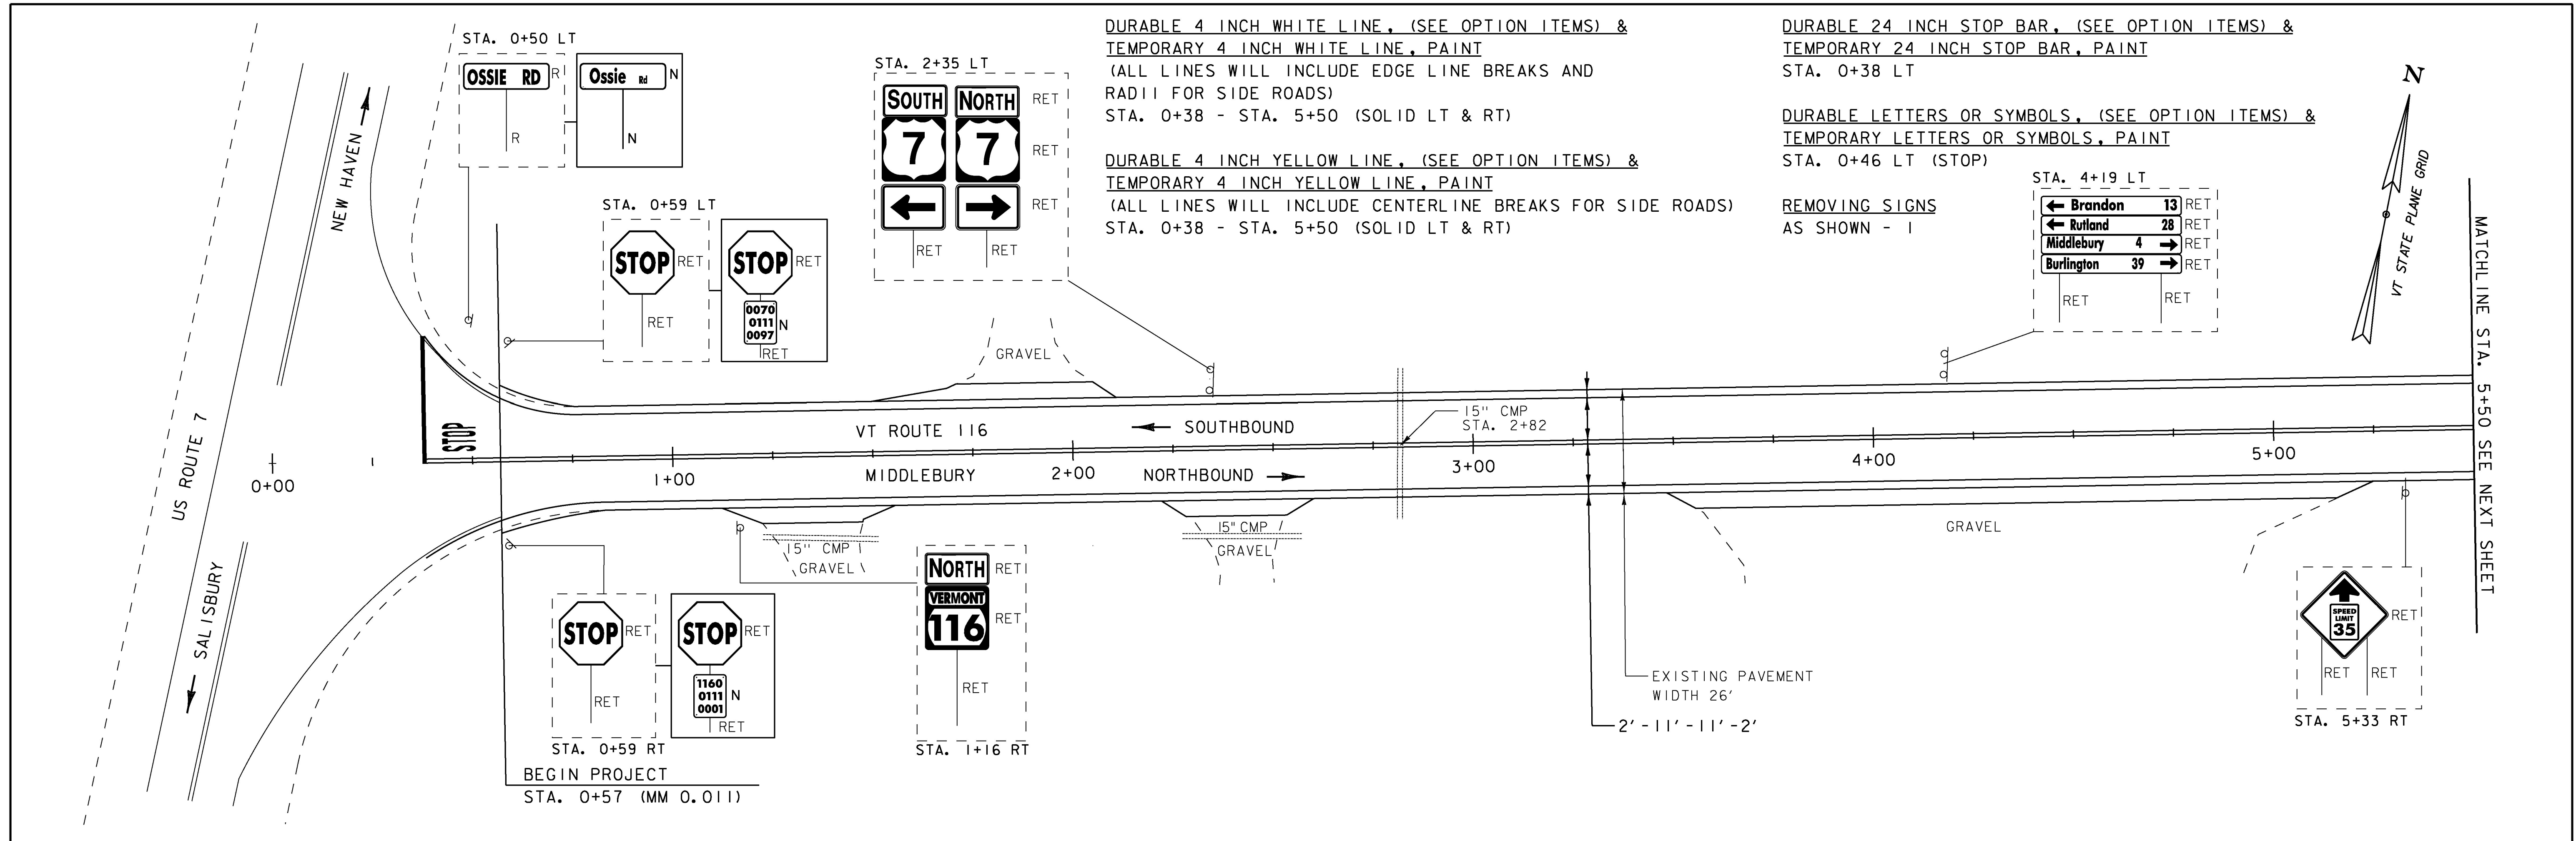 STA. 0+50 LT
OSSIE RD R
R
Ossie Rd N
N
STA. 0+59 LT
STOP RET
RET
STOP RET
0070
0111
0097
N
RET
STA. 2+35 LT
SOUTH NORTH RET
7 7 RET
RET
RET RET
DURABLE 4 INCH WHITE LINE, (SEE OPTION ITEMS) &
TEMPORARY 4 INCH WHITE LINE, PAINT
(ALL LINES WILL INCLUDE EDGE LINE BREAKS AND
RADII FOR SIDE ROADS)
STA. 0+38 - STA. 5+50 (SOLID LT & RT)
DURABLE 4 INCH YELLOW LINE, (SEE OPTION ITEMS) &
TEMPORARY 4 INCH YELLOW LINE, PAINT
(ALL LINES WILL INCLUDE CENTERLINE BREAKS FOR SIDE ROADS)
STA. 0+38 - STA. 5+50 (SOLID LT & RT)
DURABLE 24 INCH STOP BAR, (SEE OPTION ITEMS) &
TEMPORARY 24 INCH STOP BAR, PAINT
STA. 0+38 LT
DURABLE LETTERS OR SYMBOLS, (SEE OPTION ITEMS) &
TEMPORARY LETTERS OR SYMBOLS, PAINT
STA. 0+46 LT (STOP)
REMOVING SIGNS
AS SHOWN - 1
STA. 4+19 LT
← Brandon 13 RET
← Rutland 28 RET
Middlebury 4 → RET
Burlington 39 → RET
RET RET
N
VT STATE PLANE GRID
MATCHLINE STA. 5+50 SEE NEXT SHEET
NEW HAVEN
US ROUTE 7
SALISBURY
STOP
GRAVEL
VT ROUTE 116
SOUTHBOUND
MIDDLEBURY
NORTHBOUND
15" CMP
STA. 2+82
0+00
1+00
2+00
3+00
4+00
5+00
15" CMP
GRAVEL
15" CMP
GRAVEL
GRAVEL
STOP RET
RET
STOP RET
1160
0111
0001
N
RET
STA. 0+59 RT
BEGIN PROJECT
STA. 0+57 (MM 0.011)
NORTH RET
VERMONT
116 RET
RET
STA. 1+16 RT
EXISTING PAVEMENT
WIDTH 26'
2'-11'-11'-2'
SPEED
LIMIT
35
RET
RET RET
STA. 5+33 RT